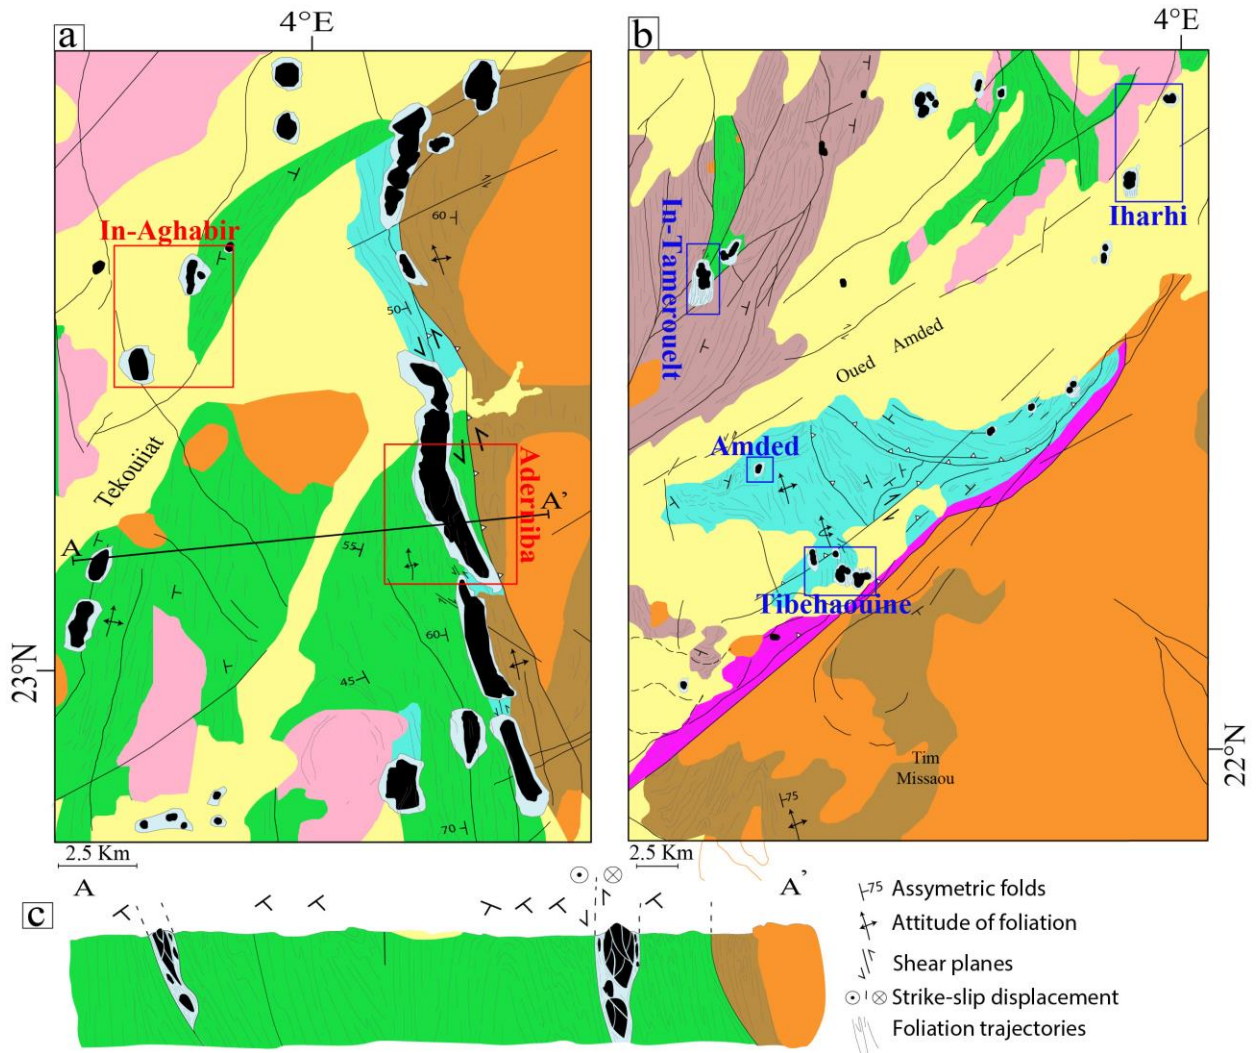 a
4°E
b
4°E
In-Aghabir
60
50
Tekouiiat
A
A'
Aderniba
55
60
45
70
23°N
2.5 Km
In-Tamerouelt
Iharhi
Oued Amded
Amded
Tibehaouine
Tim
Missaou
75
22°N
2.5 Km
A
A'
c
75 Assymetric folds
Attitude of foliation
Shear planes
Strike-slip displacement
Foliation trajectories